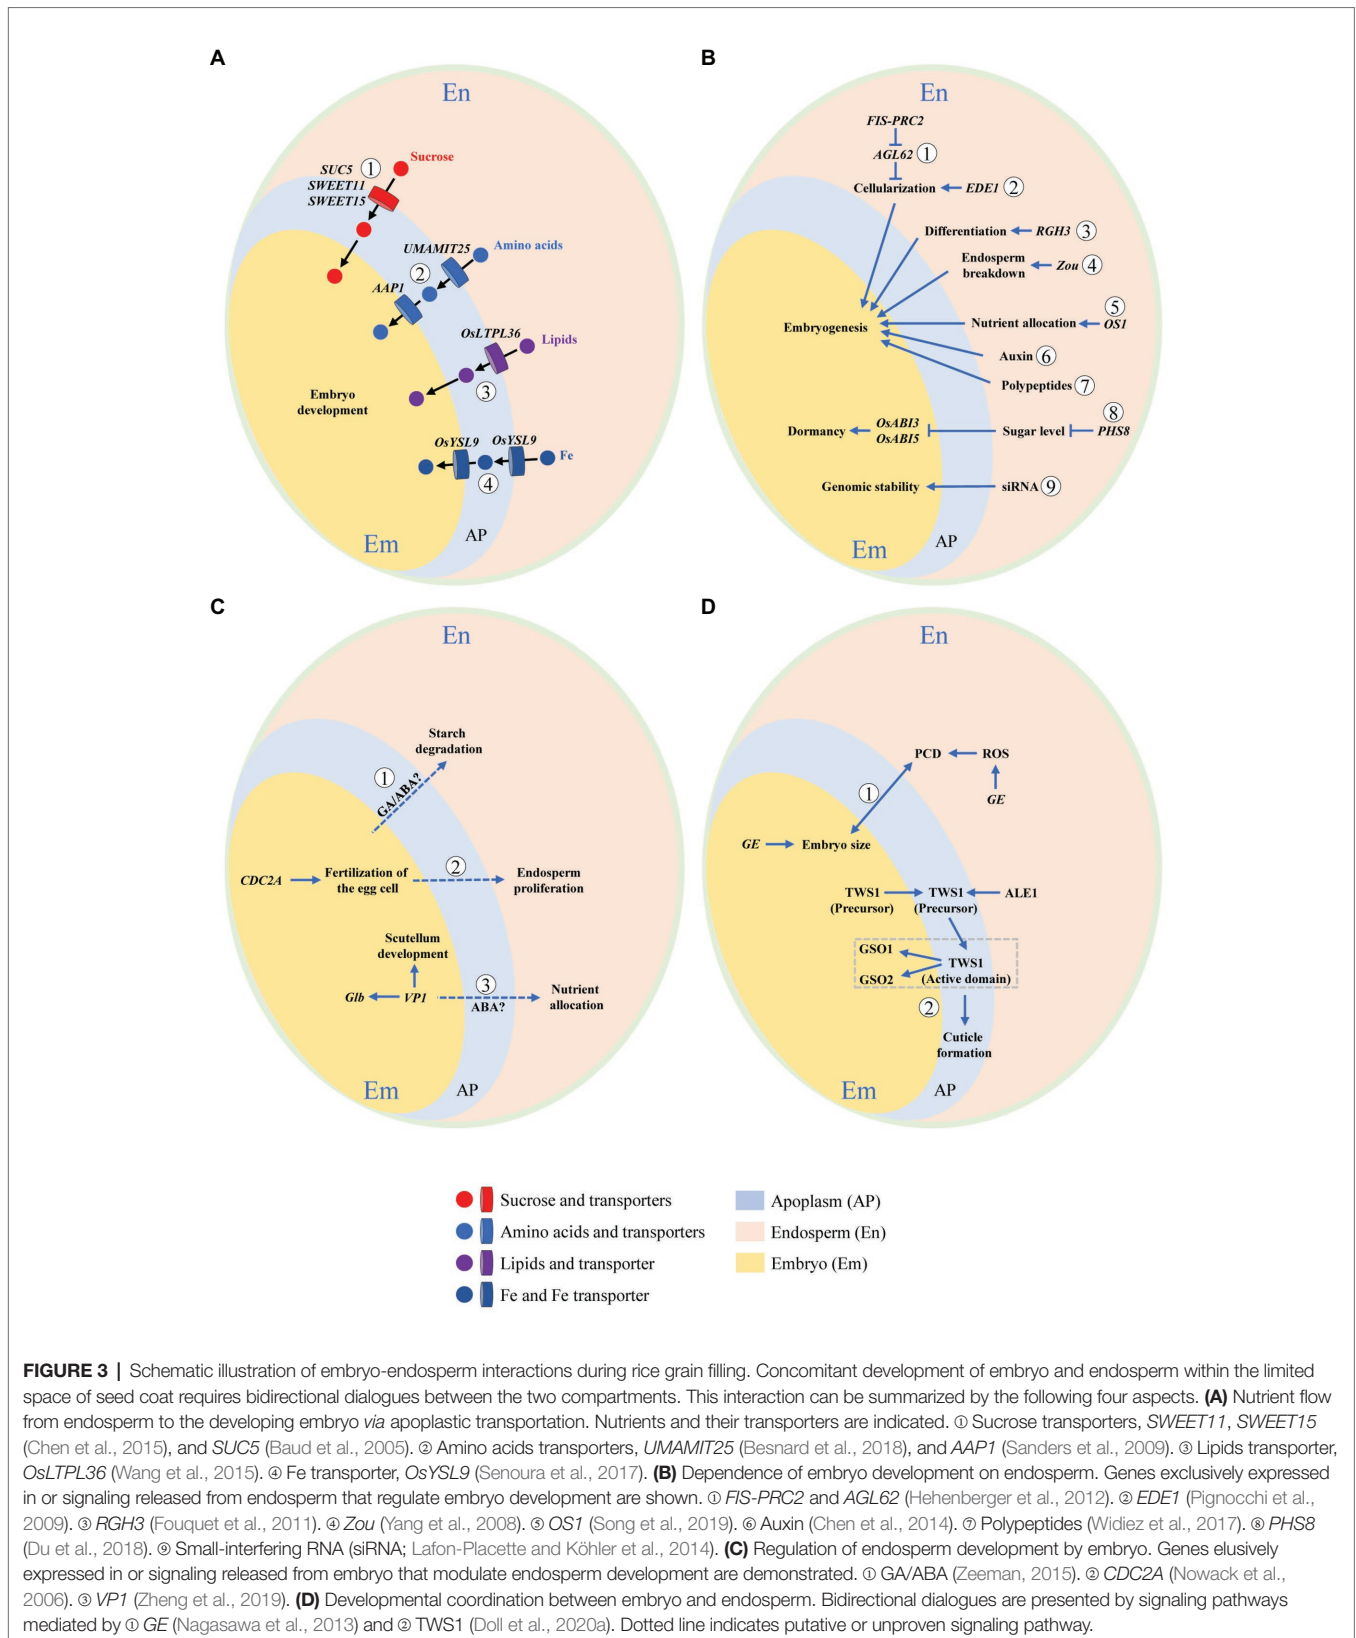 A
En
SUC5 ①
Sucrose
SWEET11
SWEET15
UMAMIT25
Amino acids
②
AAP1
OsLTPL36
Lipids
③
Embryo
development
OsYSL9
OsYSL9
Fe
④
AP
Em
B
En
FIS-PRC2
AGL62 ①
Cellularization
EDE1 ②
Differentiation
RGH3 ③
Endosperm
breakdown
Zou ④
⑤
Embryogenesis
Nutrient allocation
OS1
Auxin ⑥
Polypeptides ⑦
⑧
Dormancy
OsABI3
OsABI5
Sugar level
PHS8
Genomic stability
siRNA ⑨
AP
Em
C
En
Starch
degradation
①
GA/ABA?
CDC2A
Fertilization of
the egg cell
②
Endosperm
proliferation
Scutellum
development
Glb
VP1
③
ABA?
Nutrient
allocation
AP
Em
D
En
PCD
ROS
①
GE
GE
Embryo size
TWS1
(Precursor)
TWS1
(Precursor)
ALE1
GSO1
GSO2
TWS1
(Active domain)
②
Cuticle
formation
AP
Em
Sucrose and transporters
Amino acids and transporters
Lipids and transporter
Fe and Fe transporter
Apoplasm (AP)
Endosperm (En)
Embryo (Em)
FIGURE 3 | Schematic illustration of embryo-endosperm interactions during rice grain filling. Concomitant development of embryo and endosperm within the limited
space of seed coat requires bidirectional dialogues between the two compartments. This interaction can be summarized by the following four aspects. (A) Nutrient flow
from endosperm to the developing embryo via apoplastic transportation. Nutrients and their transporters are indicated. ① Sucrose transporters, SWEET11, SWEET15
(Chen et al., 2015), and SUC5 (Baud et al., 2005). ② Amino acids transporters, UMAMIT25 (Besnard et al., 2018), and AAP1 (Sanders et al., 2009). ③ Lipids transporter,
OsLTPL36 (Wang et al., 2015). ④ Fe transporter, OsYSL9 (Senoura et al., 2017). (B) Dependence of embryo development on endosperm. Genes exclusively expressed
in or signaling released from endosperm that regulate embryo development are shown. ① FIS-PRC2 and AGL62 (Hehenberger et al., 2012). ② EDE1 (Pignocchi et al.,
2009). ③ RGH3 (Fouquet et al., 2011). ④ Zou (Yang et al., 2008). ⑤ OS1 (Song et al., 2019). ⑥ Auxin (Chen et al., 2014). ⑦ Polypeptides (Widiez et al., 2017). ⑧ PHS8
(Du et al., 2018). ⑨ Small-interfering RNA (siRNA; Lafon-Placette and Köhler et al., 2014). (C) Regulation of endosperm development by embryo. Genes elusively
expressed in or signaling released from embryo that modulate endosperm development are demonstrated. ① GA/ABA (Zeeman, 2015). ② CDC2A (Nowack et al.,
2006). ③ VP1 (Zheng et al., 2019). (D) Developmental coordination between embryo and endosperm. Bidirectional dialogues are presented by signaling pathways
mediated by ① GE (Nagasawa et al., 2013) and ② TWS1 (Doll et al., 2020a). Dotted line indicates putative or unproven signaling pathway.